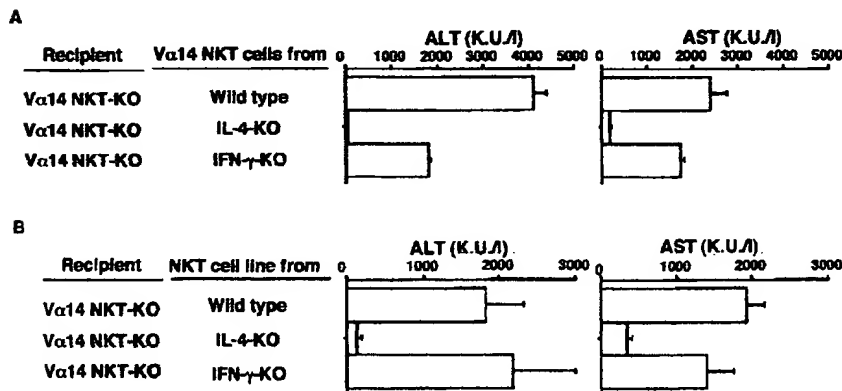 A
ALT (K.U./l) AST (K.U./l)
Recipient Vα14 NKT cells from 0 1000 2000 3000 4000 5000 0 1000 2000 3000 4000 5000
Vα14 NKT-KO Wild type
Vα14 NKT-KO IL-4-KO
Vα14 NKT-KO IFN-γ-KO
B
ALT (K.U./l) AST (K.U./l)
Recipient NKT cell line from 0 1000 2000 3000 0 1000 2000 3000
Vα14 NKT-KO Wild type
Vα14 NKT-KO IL-4-KO
Vα14 NKT-KO IFN-γ-KO